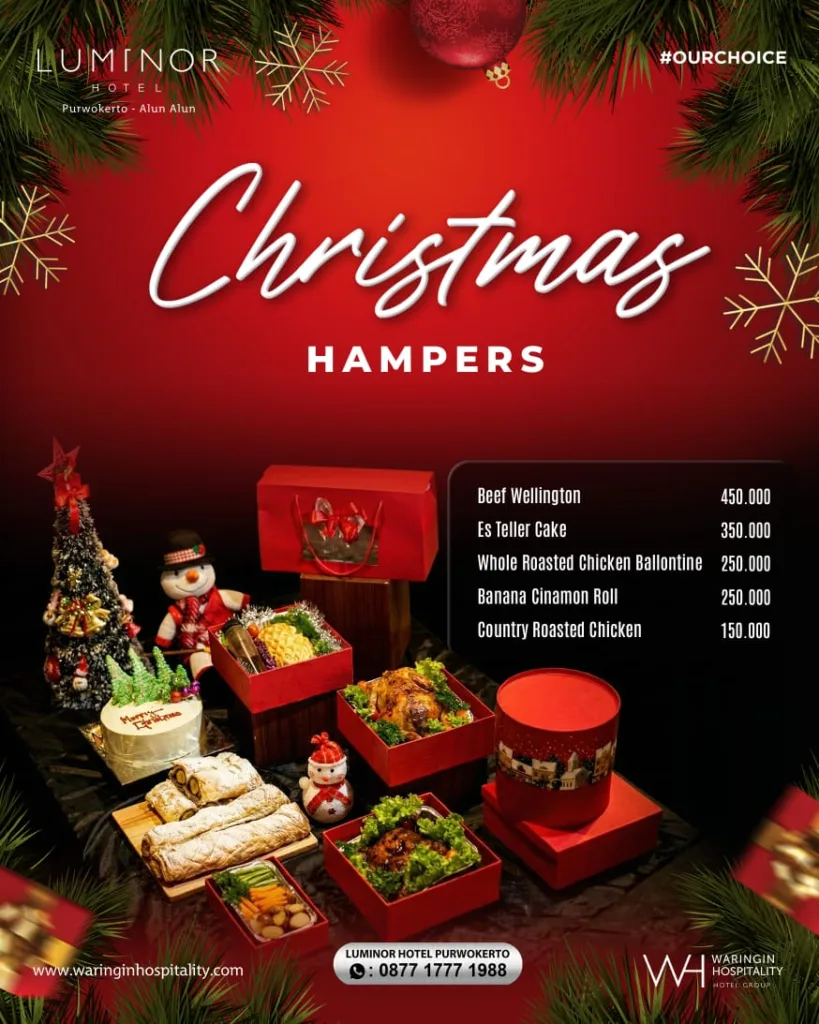 LUMINOR
HOTEL
Purwokerto - Alun Alun
#OURCHOICE
Christmas
HAMPERS
Beef Wellington 450.000
Es Teller Cake 350.000
Whole Roasted Chicken Ballontine 250.000
Banana Cinamon Roll 250.000
Country Roasted Chicken 150.000
Merry
Christmas
www.waringinhospitality.com
LUMINOR HOTEL PURWOKERTO
: 0877 1777 1988
WH WARINGIN
HOSPITALITY
HOTEL GROUP